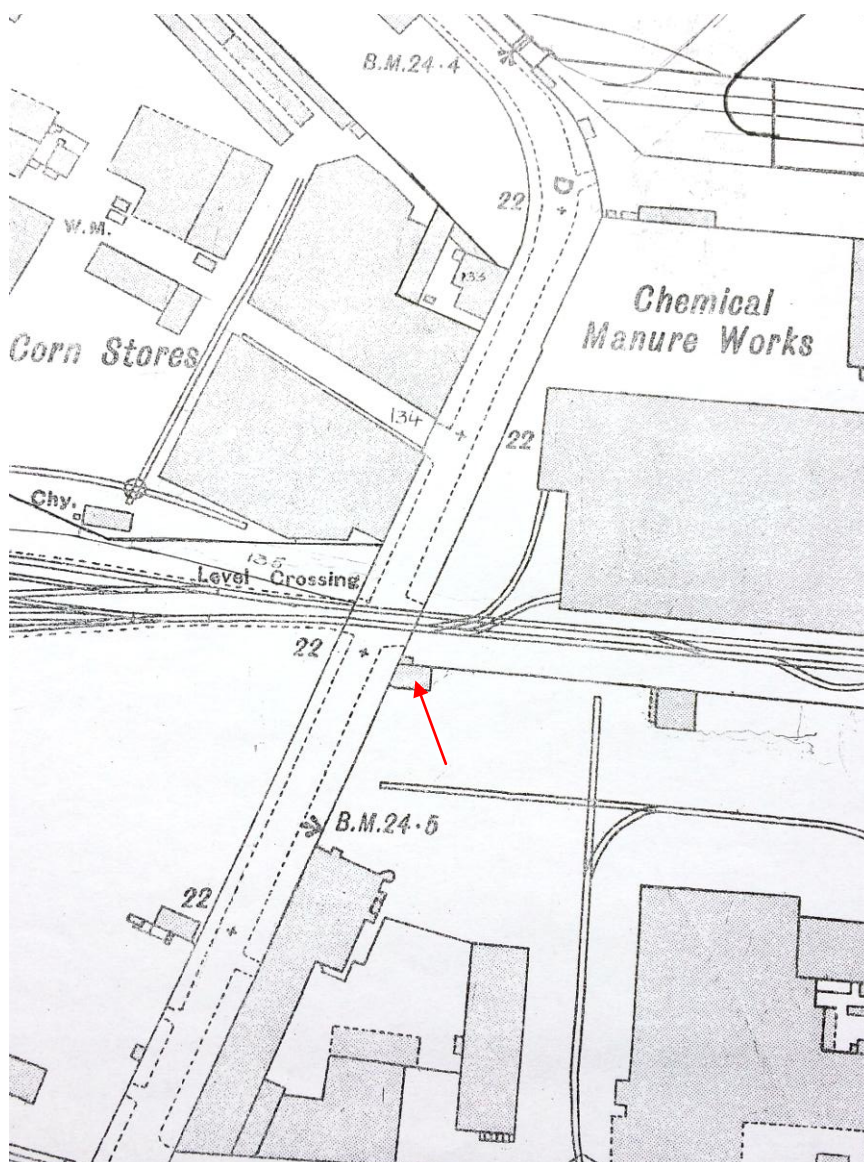 B.M.24·4
22
133
W.M.
Chemical
Manure Works
Corn Stores
134
22
Chy.
135
Level Crossing
22
B.M.24·5
22